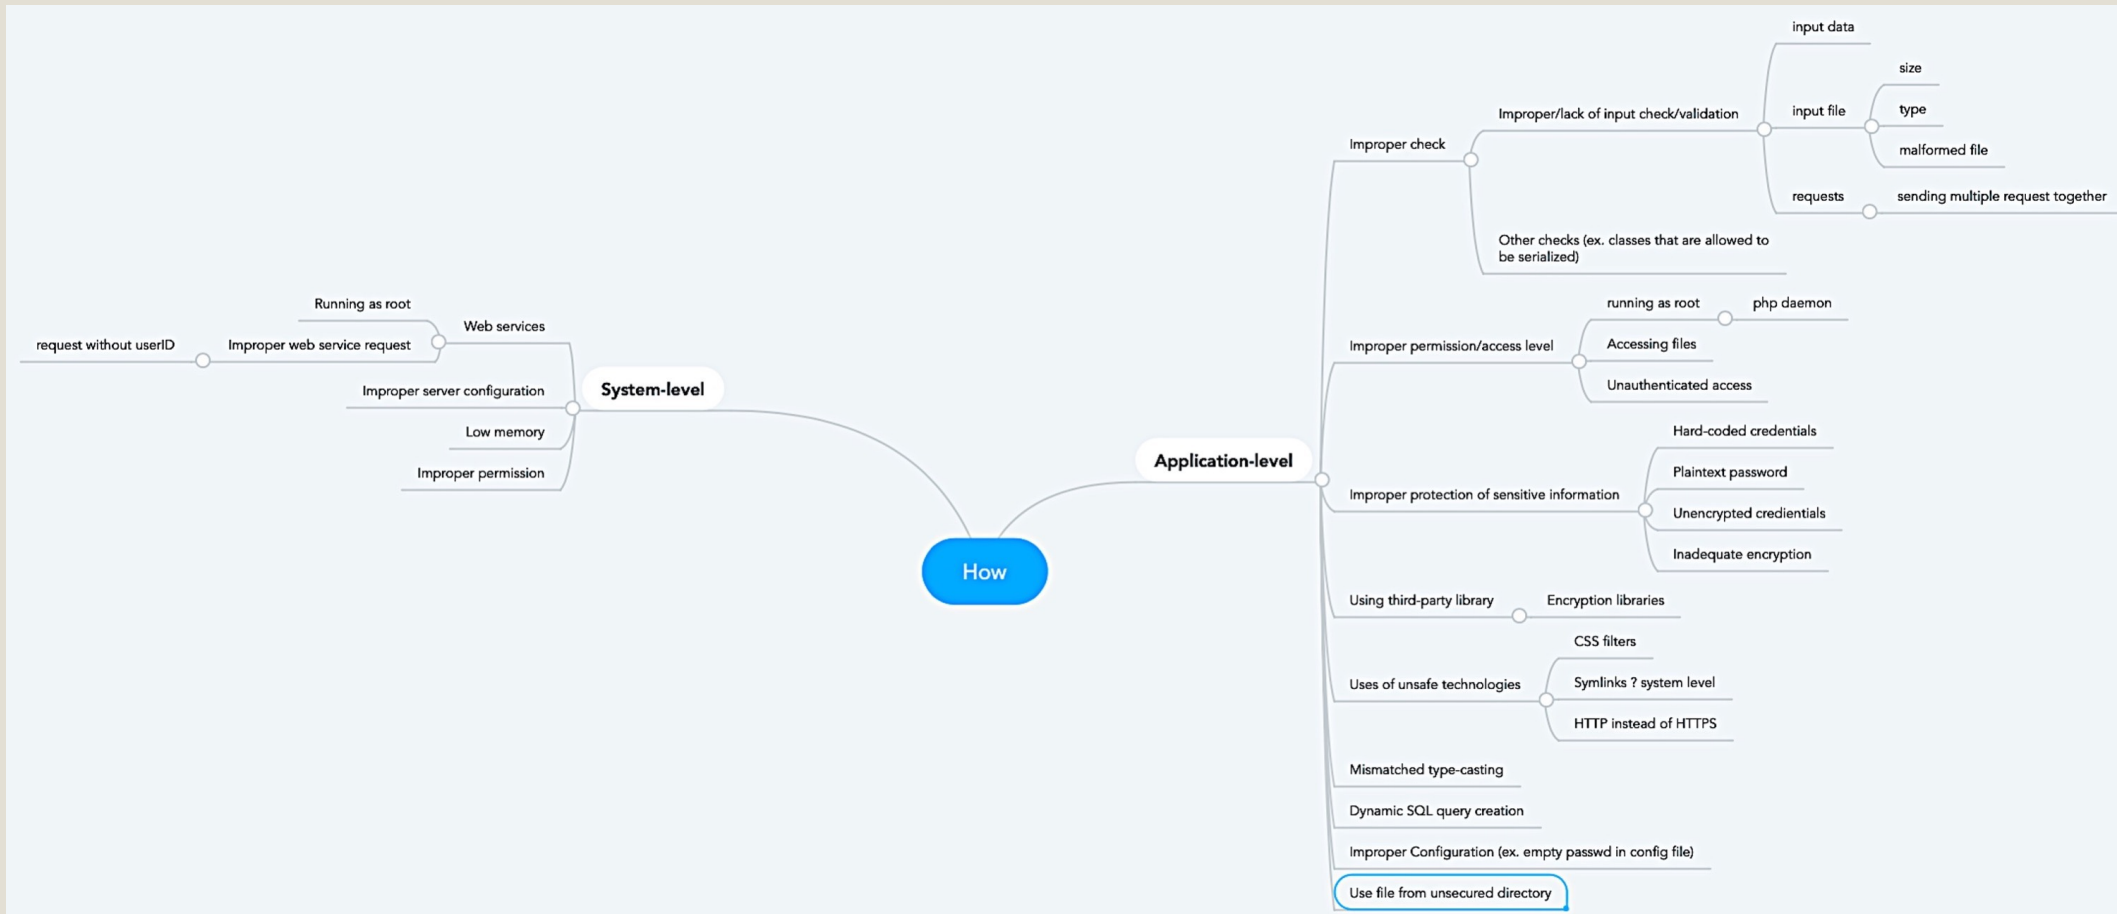 How
System-level
Web services
Running as root
Improper web service request
request without userID
Improper server configuration
Low memory
Improper permission
Application-level
Improper check
Improper/lack of input check/validation
input data
input file
size
type
malformed file
requests
sending multiple request together
Other checks (ex. classes that are allowed to
be serialized)
Improper permission/access level
running as root
php daemon
Accessing files
Unauthenticated access
Improper protection of sensitive information
Hard-coded credentials
Plaintext password
Unencrypted credientials
Inadequate encryption
Using third-party library
Encryption libraries
Uses of unsafe technologies
CSS filters
Symlinks ? system level
HTTP instead of HTTPS
Mismatched type-casting
Dynamic SQL query creation
Improper Configuration (ex. empty passwd in config file)
Use file from unsecured directory